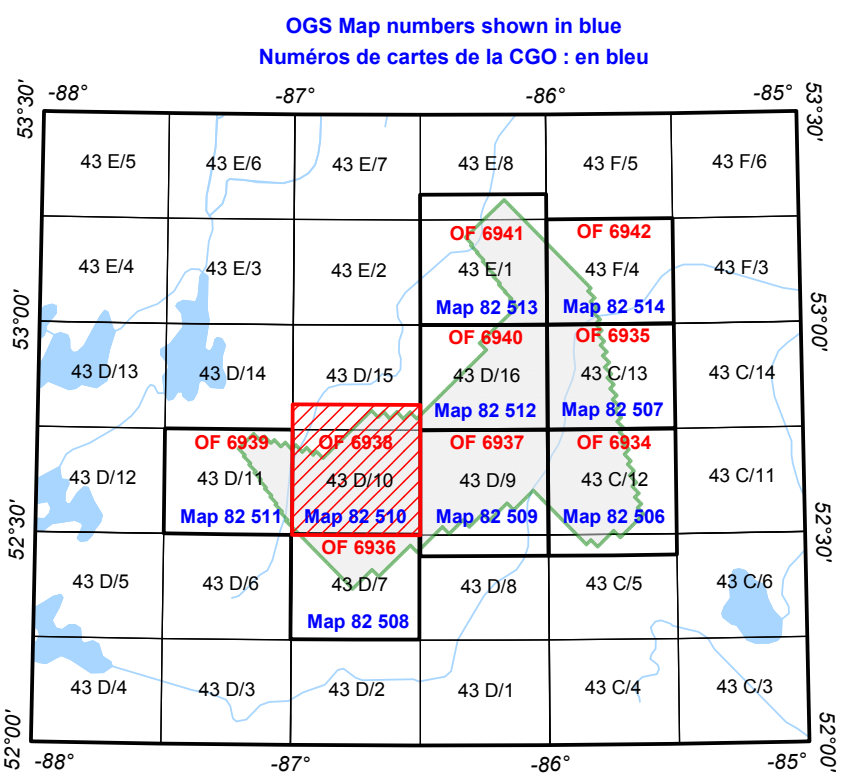 OGS Map numbers shown in blue
Numéros de cartes de la CGO : en bleu
-88° -87° -86° -85°
53°30' 53°30'
43 E/5 43 E/6 43 E/7 43 E/8 43 F/5 43 F/6
OF 6941 OF 6942
43 E/4 43 E/3 43 E/2 43 E/1 43 F/4 43 F/3
Map 82 513 Map 82 514
53°00' 53°00'
OF 6940 OF 6935
43 D/13 43 D/14 43 D/15 43 D/16 43 C/13 43 C/14
Map 82 512 Map 82 507
OF 6939 OF 6938 OF 6937 OF 6934
43 D/12 43 D/11 43 D/10 43 D/9 43 C/12 43 C/11
Map 82 511 Map 82 510 Map 82 509 Map 82 506
52°30' 52°30'
OF 6936
43 D/5 43 D/6 43 D/7 43 D/8 43 C/5 43 C/6
Map 82 508
43 D/4 43 D/3 43 D/2 43 D/1 43 C/4 43 C/3
52°00' 52°00'
-88° -87° -86° -85°